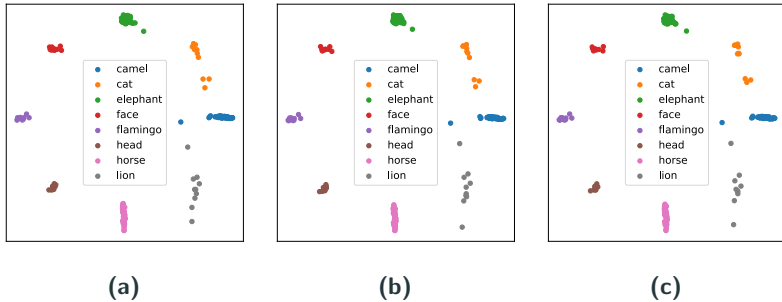 camel
cat
elephant
face
flamingo
head
horse
lion
camel
cat
elephant
face
flamingo
head
horse
lion
camel
cat
elephant
face
flamingo
head
horse
lion
(a)
(b)
(c)